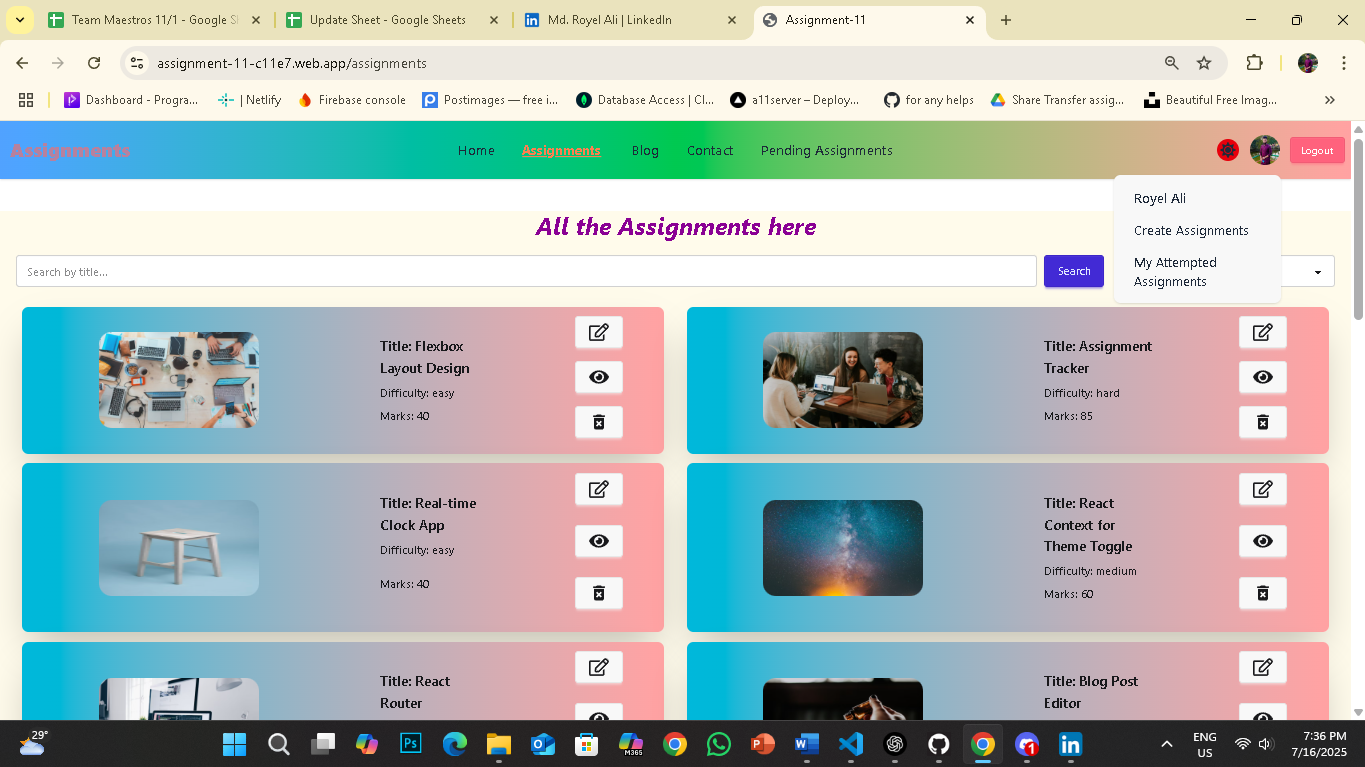 Team Maestros 11/1 - Google S
Update Sheet - Google Sheets
Md. Royel Ali | LinkedIn
Assignment-11
assignment-11-c11e7.web.app/assignments
Dashboard - Progra...
| Netlify
Firebase console
Postimages — free i...
Database Access | Cl...
a11server – Deploy...
for any helps
Share Transfer assig...
Beautiful Free Imag...
Assignments
Home
Assignments
Blog
Contact
Pending Assignments
Logout
Royel Ali
Create Assignments
My Attempted
Assignments
All the Assignments here
Search by title...
Search
Title: Flexbox
Layout Design
Difficulty: easy
Marks: 40
Title: Assignment
Tracker
Difficulty: hard
Marks: 85
Title: Real-time
Clock App
Difficulty: easy
Marks: 40
Title: React
Context for
Theme Toggle
Difficulty: medium
Marks: 60
Title: React
Router
Title: Blog Post
Editor
29°
Ps
M365
1
ENG
US
7:36 PM
7/16/2025